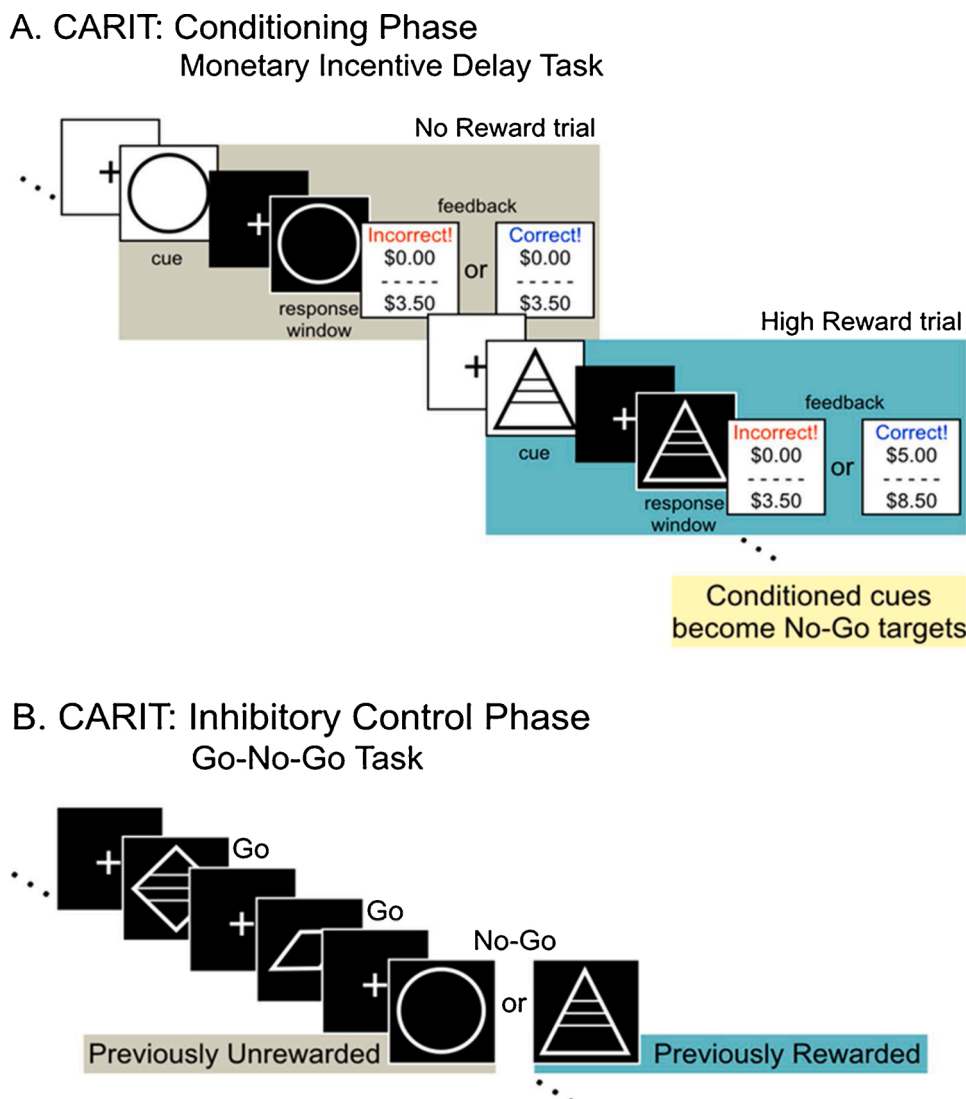 A. CARIT: Conditioning Phase
Monetary Incentive Delay Task
No Reward trial
cue
response
window
feedback
Incorrect!
$0.00
- - - - -
$3.50
or
Correct!
$0.00
- - - - -
$3.50
High Reward trial
cue
response
window
feedback
Incorrect!
$0.00
- - - - -
$3.50
or
Correct!
$5.00
- - - - -
$8.50
Conditioned cues
become No-Go targets
B. CARIT: Inhibitory Control Phase
Go-No-Go Task
Go
Go
No-Go
or
Previously Unrewarded
Previously Rewarded